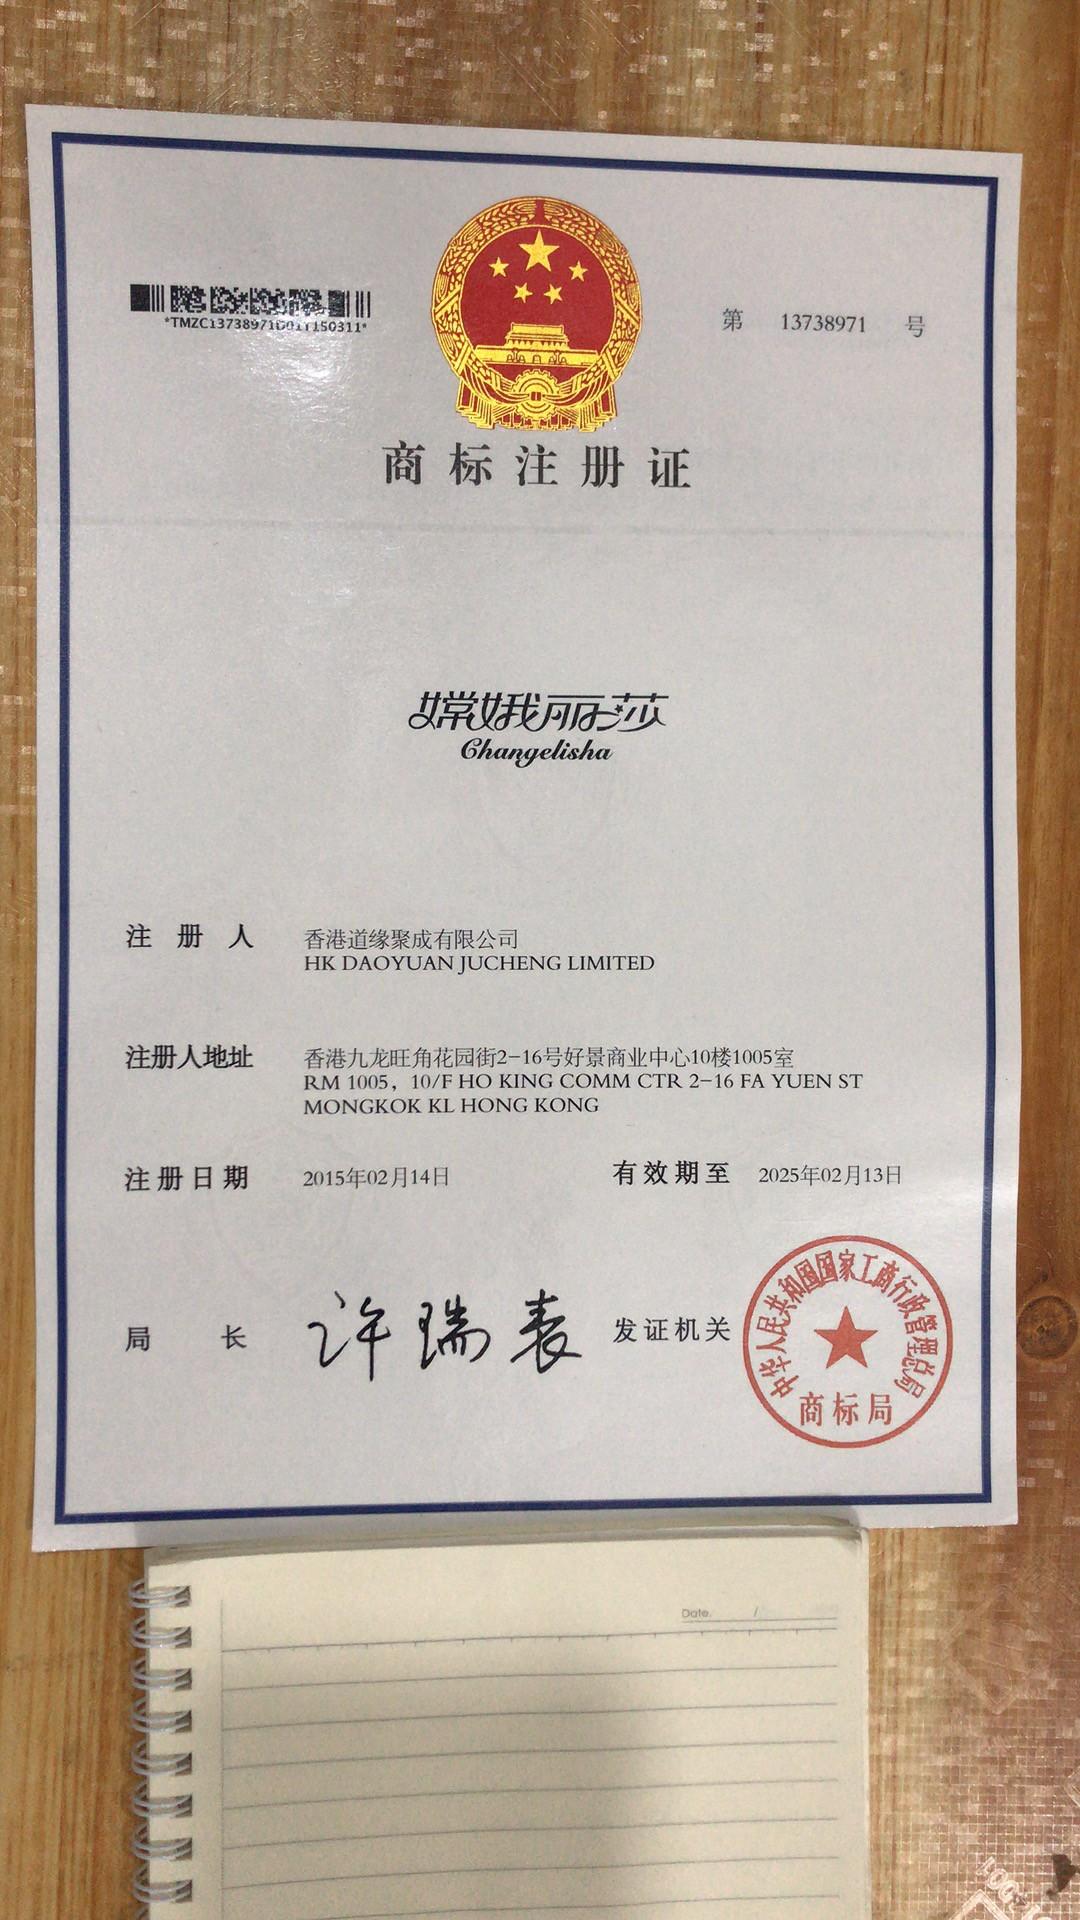 *TMZC13738971D01T150311*
第 13738971 号
商标注册证
嫦娥丽莎
Changelisha
注册人 香港道缘聚成有限公司
HK DAOYUAN JUCHENG LIMITED
注册人地址 香港九龙旺角花园街2-16号好景商业中心10楼1005室
RM 1005, 10/F HO KING COMM CTR 2-16 FA YUEN ST
MONGKOK KL HONG KONG
注册日期 2015年02月14日 有效期至 2025年02月13日
局长 许瑞表 发证机关
中华人民共和国国家工商行政管理总局
商标局
Date. /